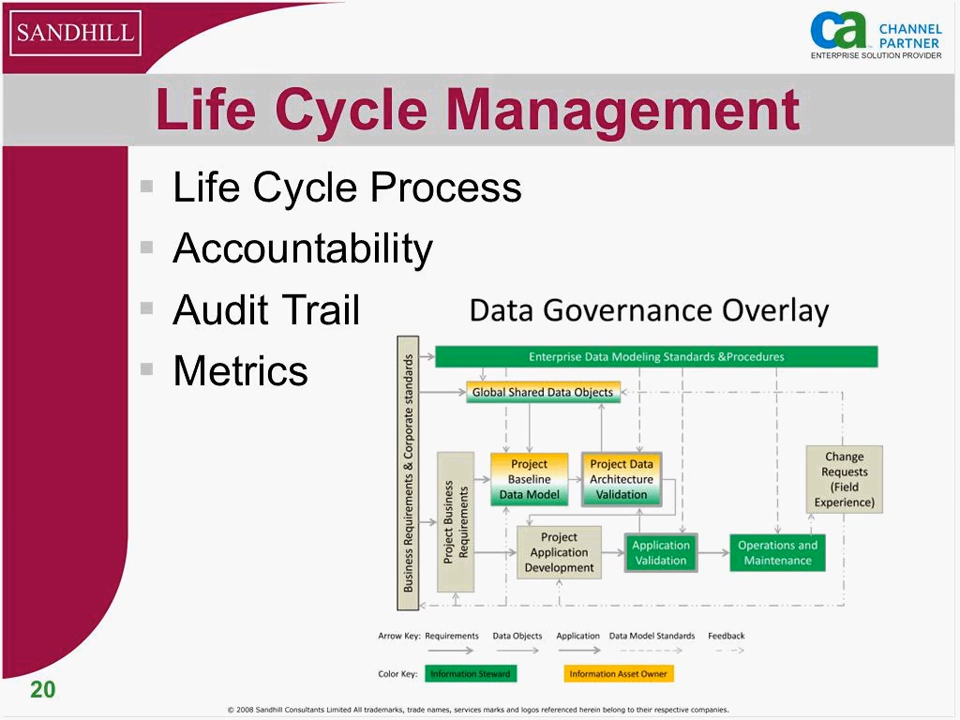 SANDHILL
ca
CHANNEL
PARTNER
ENTERPRISE SOLUTION PROVIDER
Life Cycle Management
Life Cycle Process
Accountability
Audit Trail
Metrics
Data Governance Overlay
Business Requirements & Corporate standards
Enterprise Data Modeling Standards &Procedures
Global Shared Data Objects
Project Business
Requirements
Project
Baseline
Data Model
Project Data
Architecture
Validation
Change
Requests
(Field
Experience)
Project
Application
Development
Application
Validation
Operations and
Maintenance
Arrow Key: Requirements Data Objects Application Data Model Standards Feedback
Color Key: Information Steward Information Asset Owner
20
© 2008 Sandhill Consultants Limited All trademarks, trade names, services marks and logos referenced herein belong to their respective companies.